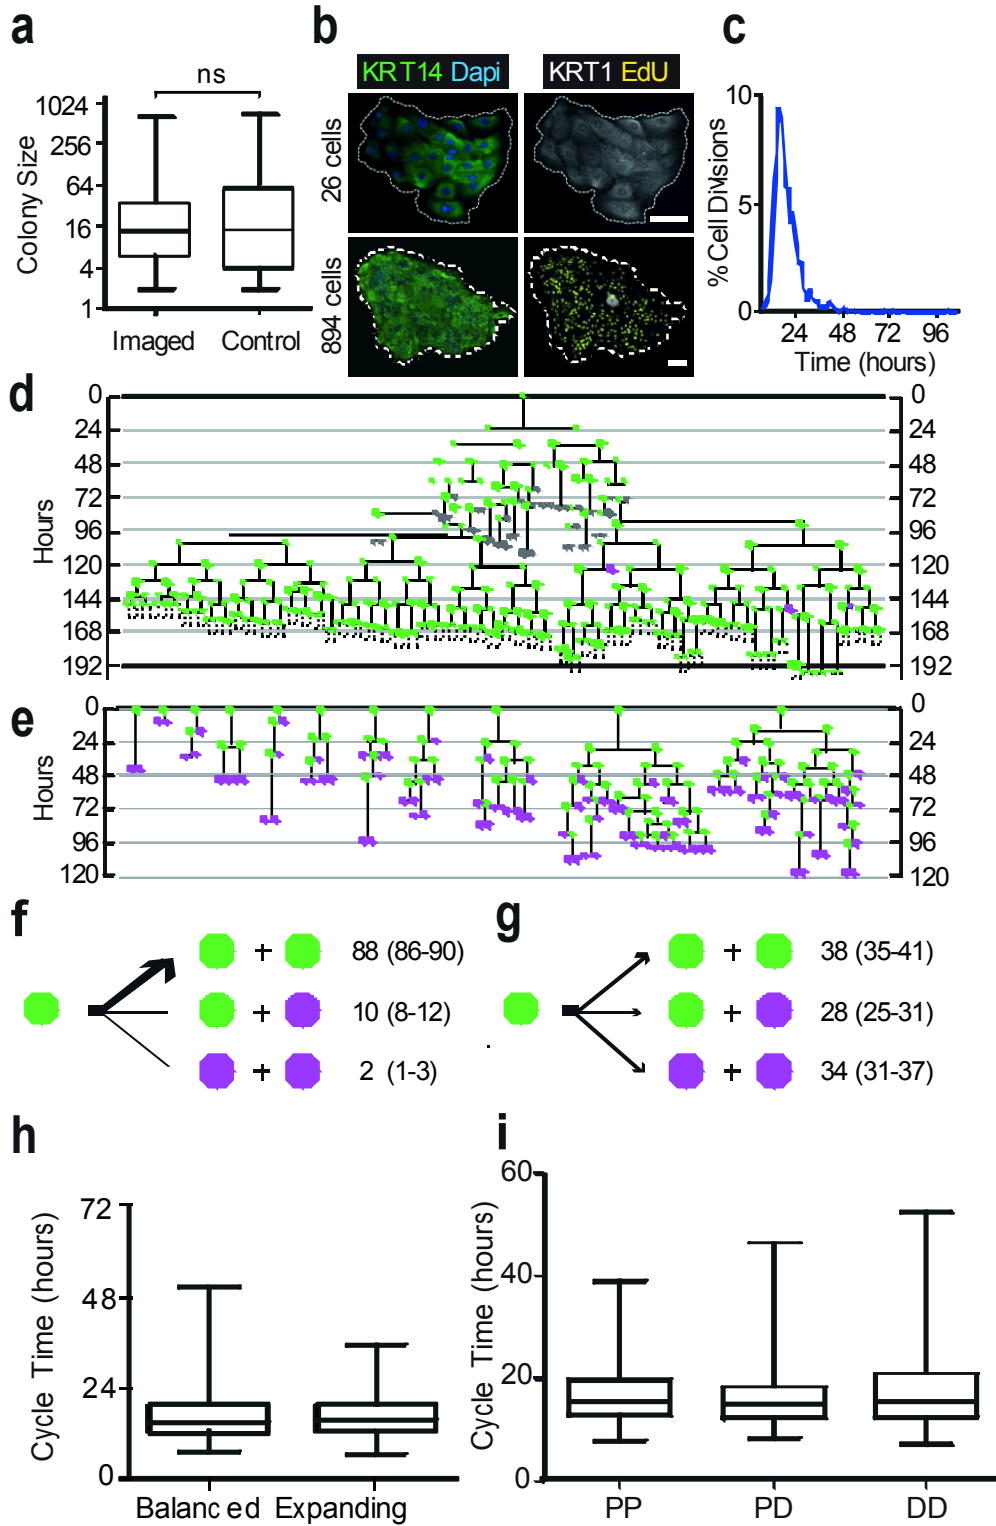 a
ns
1024
256
64
16
4
1
Colony Size
Imaged Control
b
KRT14 Dapi
KRT1 EdU
26 cells
894 cells
c
10
5
0
% Cell Divisions
24 48 72 96
Time (hours)
d
0
24
48
72
96
120
144
168
192
Hours
0
24
48
72
96
120
144
168
192
e
0
24
48
72
96
120
Hours
0
24
48
72
96
120
f
+ 88 (86-90)
+ 10 (8-12)
+ 2 (1-3)
g
+ 38 (35-41)
+ 28 (25-31)
+ 34 (31-37)
h
72
48
24
0
Cycle Time (hours)
Balanced Expanding
i
60
40
20
0
Cycle Time (hours)
PP PD DD